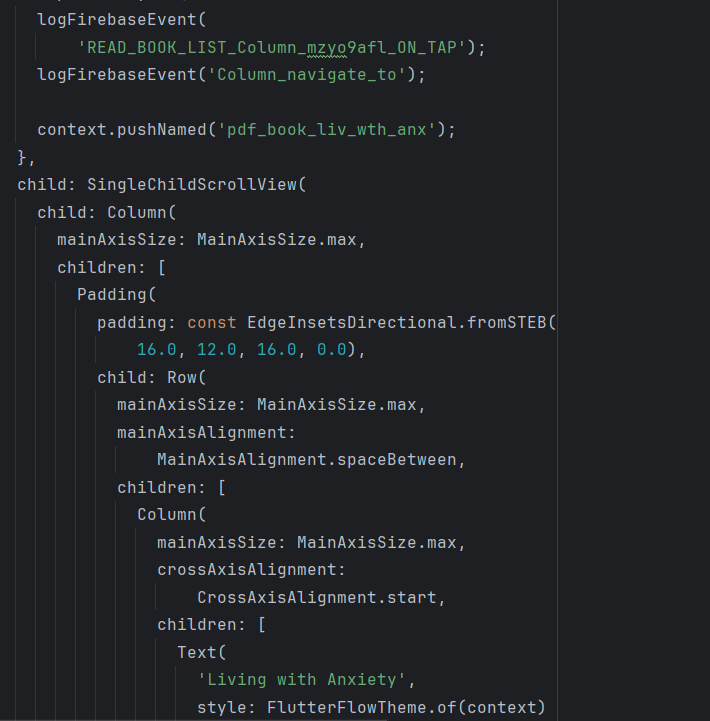 logFirebaseEvent(
'READ_BOOK_LIST_Column_mzyo9afl_ON_TAP');
logFirebaseEvent('Column_navigate_to');
context.pushNamed('pdf_book_liv_wth_anx');
},
child: SingleChildScrollView(
child: Column(
mainAxisSize: MainAxisSize.max,
children: [
Padding(
padding: const EdgeInsetsDirectional.fromSTEB(
16.0, 12.0, 16.0, 0.0),
child: Row(
mainAxisSize: MainAxisSize.max,
mainAxisAlignment:
MainAxisAlignment.spaceBetween,
children: [
Column(
mainAxisSize: MainAxisSize.max,
crossAxisAlignment:
CrossAxisAlignment.start,
children: [
Text(
'Living with Anxiety',
style: FlutterFlowTheme.of(context)